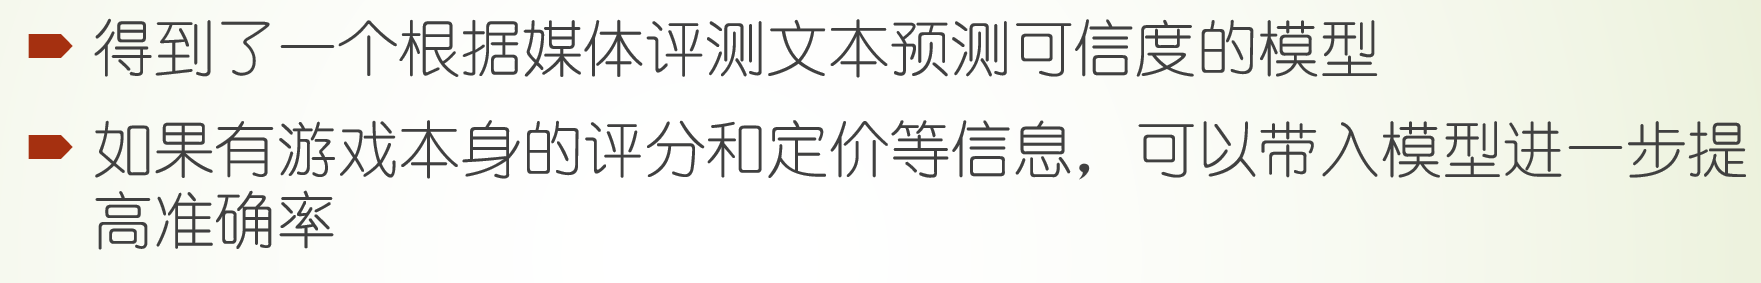 得到了一个根据媒体评测文本预测可信度的模型
如果有游戏本身的评分和定价等信息，可以带入模型进一步提
高准确率